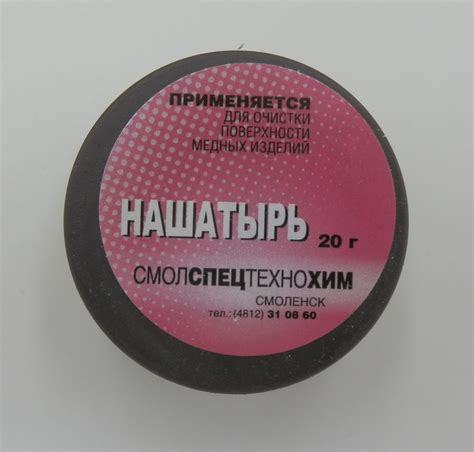 ПРИМЕНЯЕТСЯ
ДЛЯ ОЧИСТКИ
ПОВЕРХНОСТИ
МЕДНЫХ ИЗДЕЛИЙ
НАШАТЫРЬ 20 г
СМОЛСПЕЦТЕХНОХИМ
СМОЛЕНСК
тел.:(4812) 31 08 60